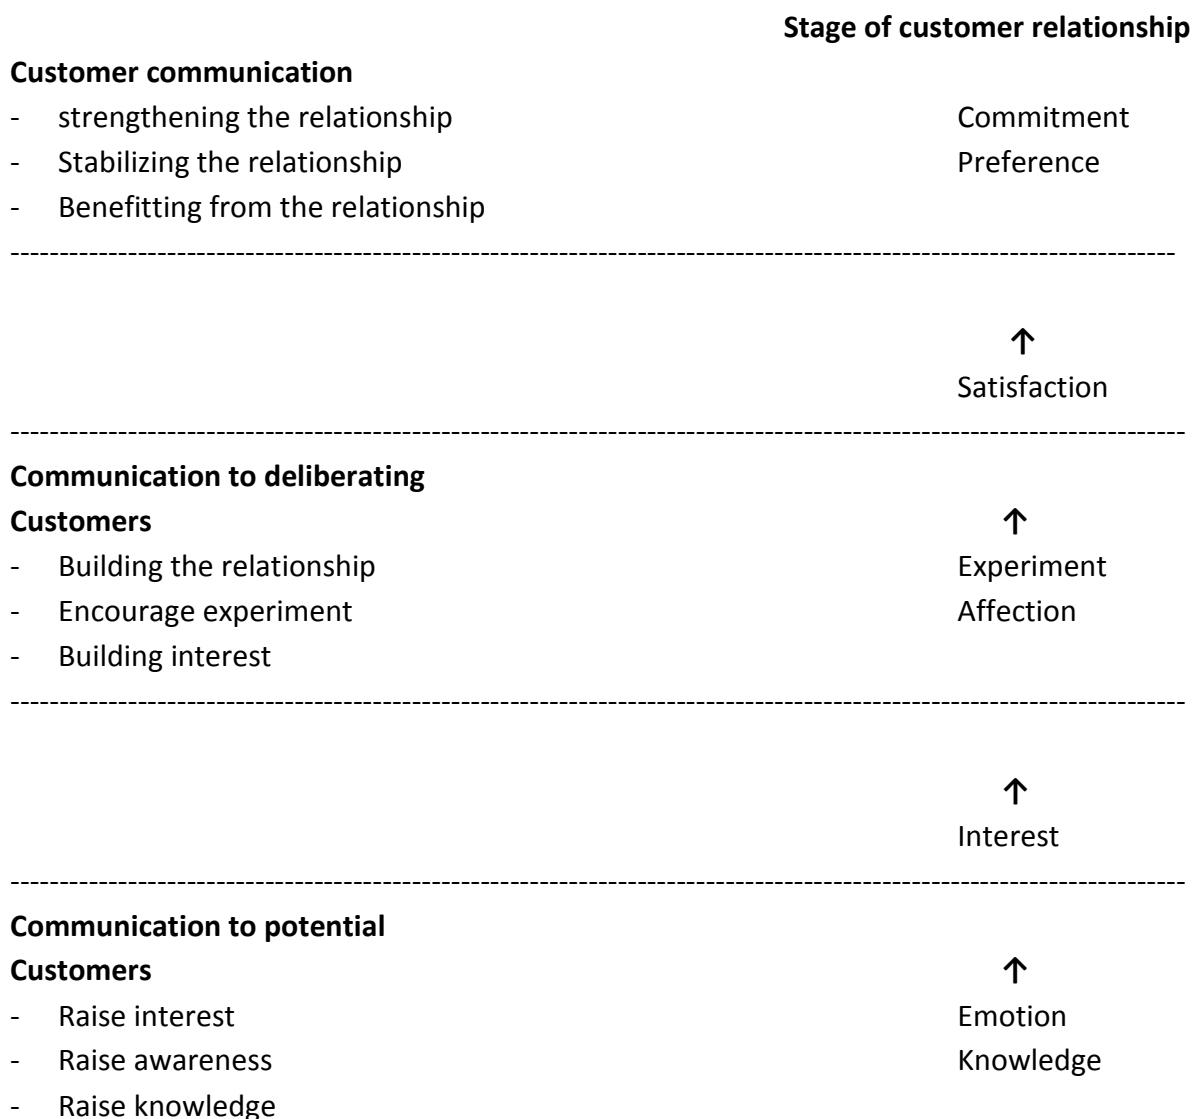 Stage of customer relationship
Customer communication
- strengthening the relationship Commitment
- Stabilizing the relationship Preference
- Benefitting from the relationship
-----------------------------------------------------------------------------------------------------------------------
↑
Satisfaction
------------------------------------------------------------------------------------------------------------------------
Communication to deliberating
Customers ↑
- Building the relationship Experiment
- Encourage experiment Affection
- Building interest
------------------------------------------------------------------------------------------------------------------------
↑
Interest
------------------------------------------------------------------------------------------------------------------------
Communication to potential
Customers ↑
- Raise interest Emotion
- Raise awareness Knowledge
- Raise knowledge